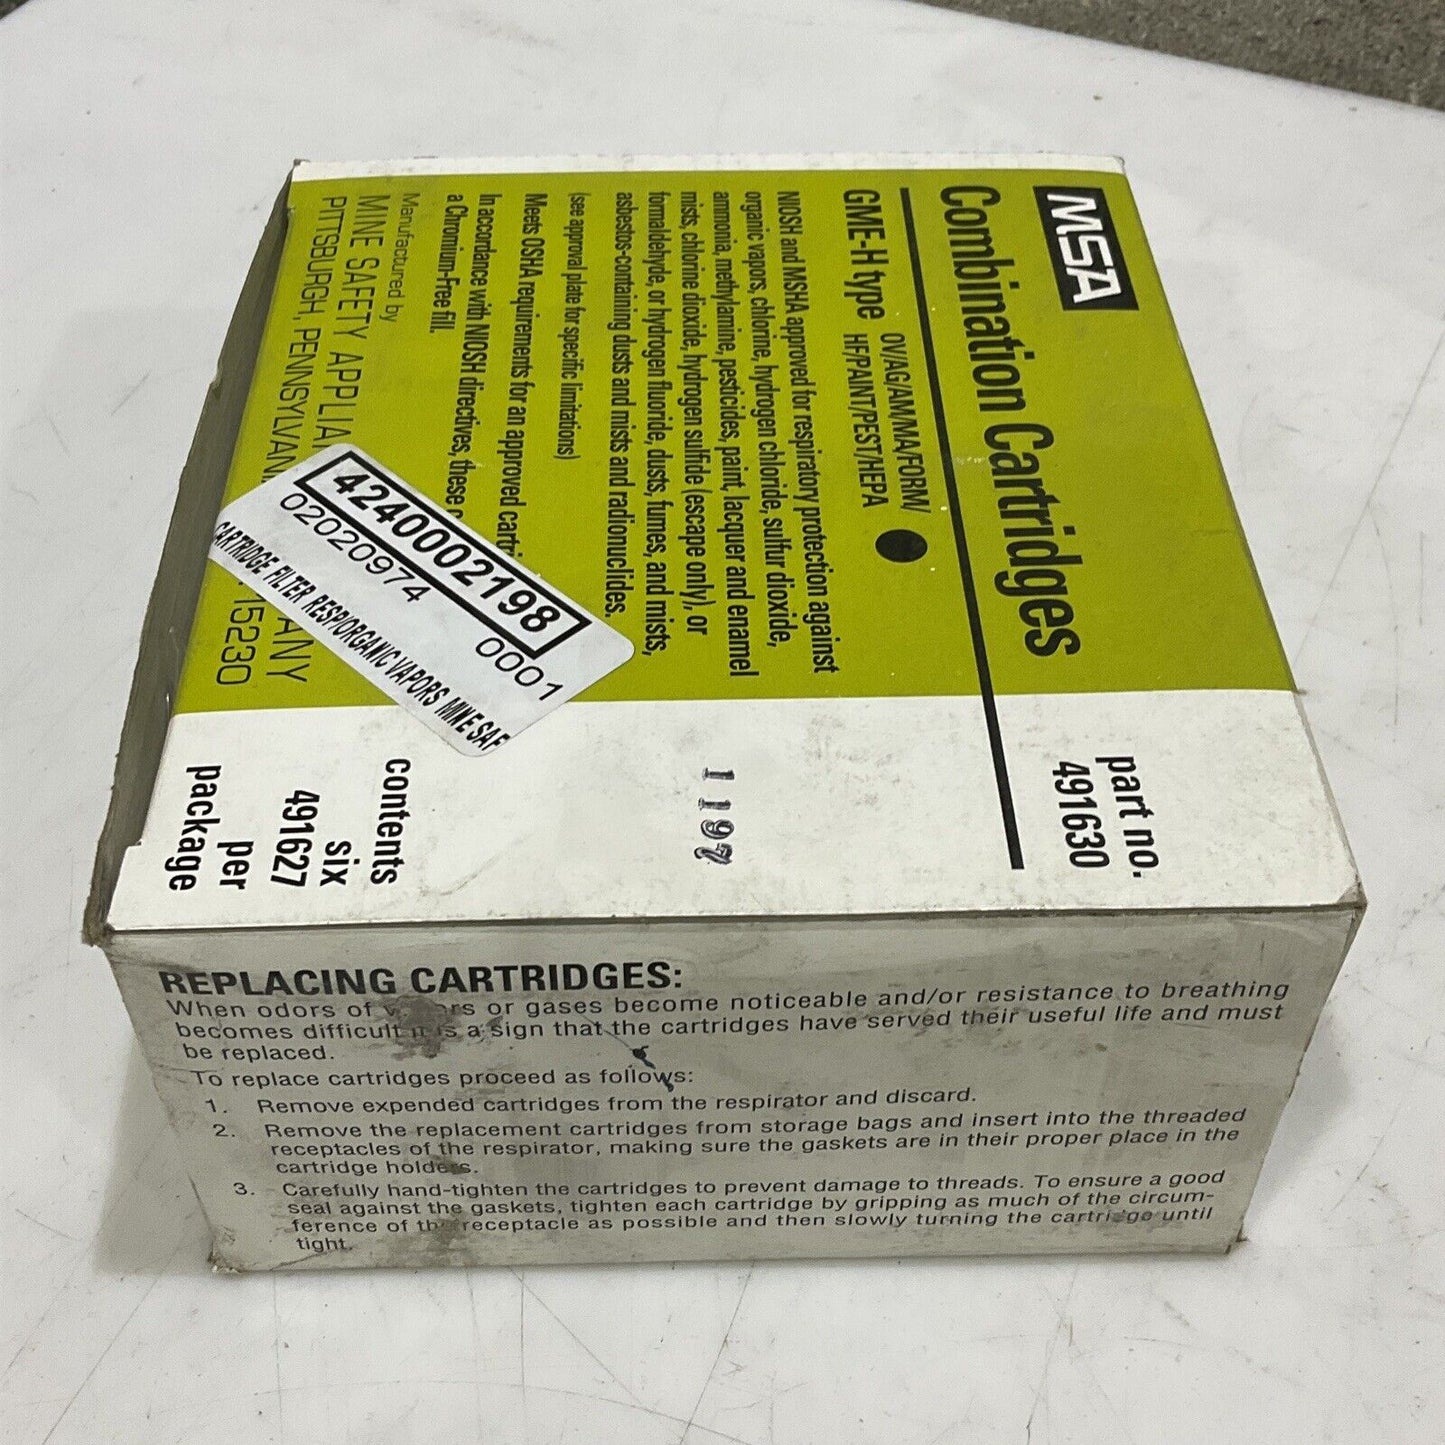 MSA
Combination Cartridges
GME-H type
OV/AG/AM/MA/FORM/
HF/PAINT/PEST/HEPA
NIOSH and MSHA approved for respiratory protection against
organic vapors, chlorine, hydrogen chloride, sulfur dioxide,
ammonia, methylamine, pesticides, paint, lacquer and enamel
mists, chlorine dioxide, hydrogen sulfide (escape only), or
formaldehyde, or hydrogen fluoride, dusts, fumes, and mists,
asbestos-containing dusts and mists and radionuclides.
(see approval plate for specific limitations)
Meets OSHA requirements for an approved
In accordance with NIOSH directives, these
a Chromium-Free fill.
Manufactured by
MINE SAFETY
PITTSBURGH, 15230
part no.
491630
1 197
contents
six
491627
per
package
4240002198
02020974 0001
CARTRIDGE FILTER RESP/ORGANIC VAPORS MINE SAF
REPLACING CARTRIDGES:
When odors of or gases become noticeable and/or resistance to breathing
becomes difficult is a sign that the cartridges have served their useful life and must
be replaced.
To replace cartridges proceed as follows:
1. Remove expended cartridges from the respirator and discard.
2. Remove the replacement cartridges from storage bags and insert into the threaded
receptacles of the respirator, making sure the gaskets are in their proper place in the
cartridge holders.
3. Carefully hand-tighten the cartridges to prevent damage to threads. To ensure a good
seal against the gaskets, tighten each cartridge by gripping as much of the circum-
ference of the receptacle as possible and then slowly turning the cartridge until
tight.